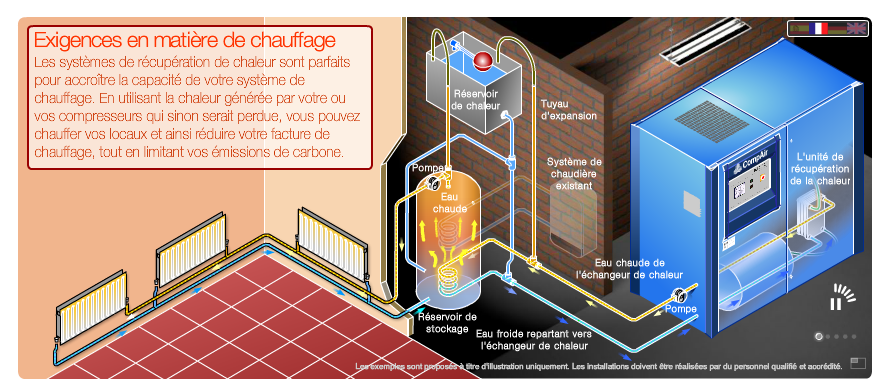 Exigences en matière de chauffage
Les systèmes de récupération de chaleur sont parfaits
pour accroître la capacité de votre système de
chauffage. En utilisant la chaleur générée par votre ou
vos compresseurs qui sinon serait perdue, vous pouvez
chauffer vos locaux et ainsi réduire votre facture de
chauffage, tout en limitant vos émissions de carbone.
Réservoir
de chaleur
Tuyau
d'expansion
Pompe
Eau
chaude
Système de
chaudière
existant
CompAir
L'unité de
récupération
de la chaleur
Eau chaude de
l'échangeur de chaleur
Pompe
Réservoir de
stockage
Eau froide repartant vers
l'échangeur de chaleur
Les exemples sont proposés à titre d'illustration uniquement. Les installations doivent être réalisées par du personnel qualifié et accrédité.